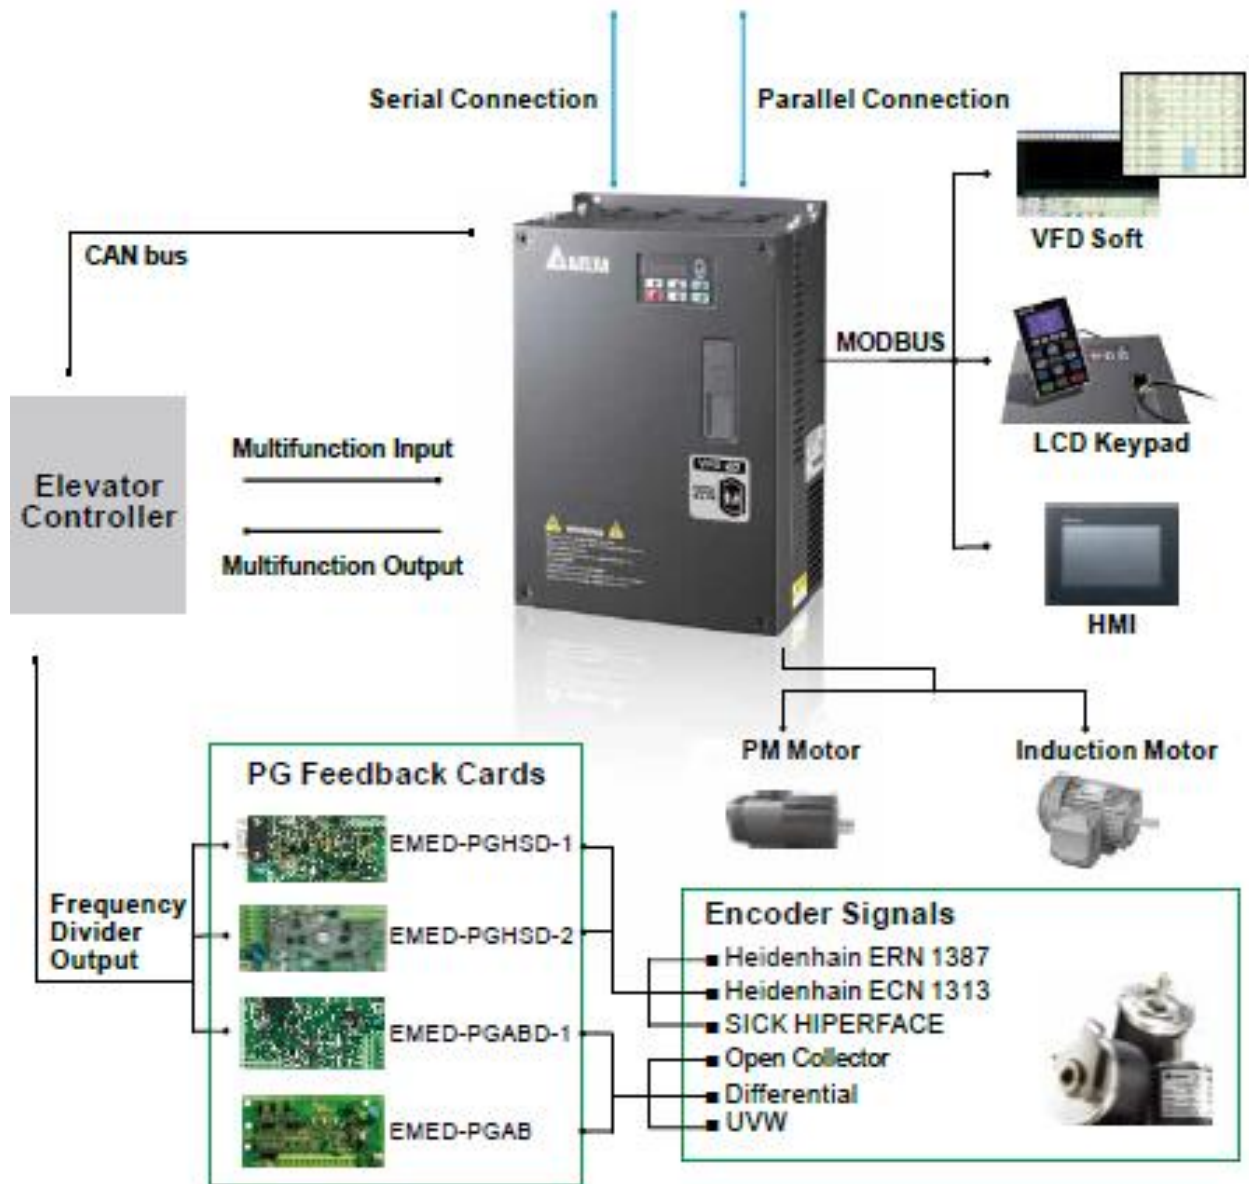 Serial Connection
Parallel Connection
CAN bus
VFD Soft
MODBUS
LCD Keypad
HMI
Elevator
Controller
Multifunction Input
Multifunction Output
PM Motor
Induction Motor
PG Feedback Cards
EMED-PGHSD-1
EMED-PGHSD-2
EMED-PGABD-1
EMED-PGAB
Frequency
Divider
Output
Encoder Signals
Heidenhain ERN 1387
Heidenhain ECN 1313
SICK HIPERFACE
Open Collector
Differential
UVW